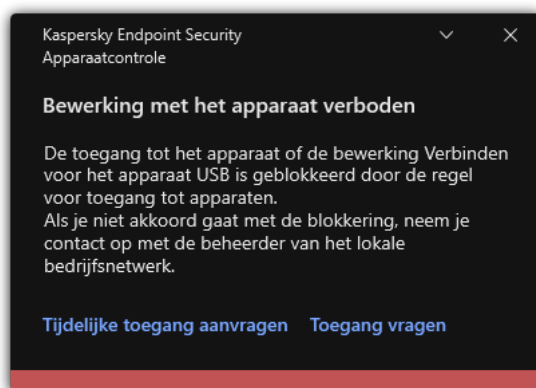 Kaspersky Endpoint Security
Apparaatcontrole
Bewerking met het apparaat verboden
De toegang tot het apparaat of de bewerking Verbinden
voor het apparaat USB is geblokkeerd door de regel
voor toegang tot apparaten.
Als je niet akkoord gaat met de blokkering, neem je
contact op met de beheerder van het lokale
bedrijfsnetwerk.
Tijdelijke toegang aanvragen Toegang vragen